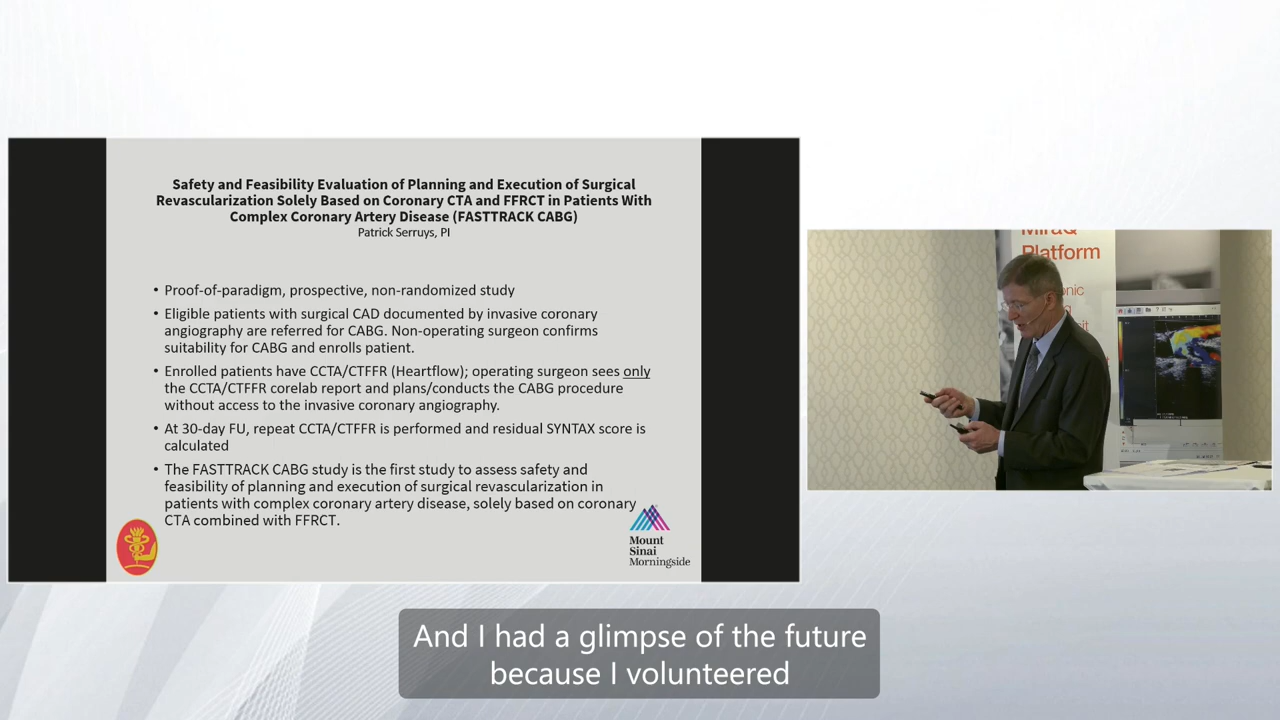 Safety and Feasibility Evaluation of Planning and Execution of Surgical
Revascularization Solely Based on Coronary CTA and FFRCT in Patients With
Complex Coronary Artery Disease (FASTTRACK CABG)
Patrick Serruys, PI
• Proof-of-paradigm, prospective, non-randomized study
• Eligible patients with surgical CAD documented by invasive coronary
angiography are referred for CABG. Non-operating surgeon confirms
suitability for CABG and enrolls patient.
• Enrolled patients have CCTA/CTFFR (Heartflow); operating surgeon sees only
the CCTA/CTFFR corelab report and plans/conducts the CABG procedure
without access to the invasive coronary angiography.
• At 30-day FU, repeat CCTA/CTFFR is performed and residual SYNTAX score is
calculated
• The FASTTRACK CABG study is the first study to assess safety and
feasibility of planning and execution of surgical revascularization in
patients with complex coronary artery disease, solely based on coronary
CTA combined with FFRCT.
Mount
Sinai
Morningside
MiraQ
Platform
And I had a glimpse of the future
because I volunteered